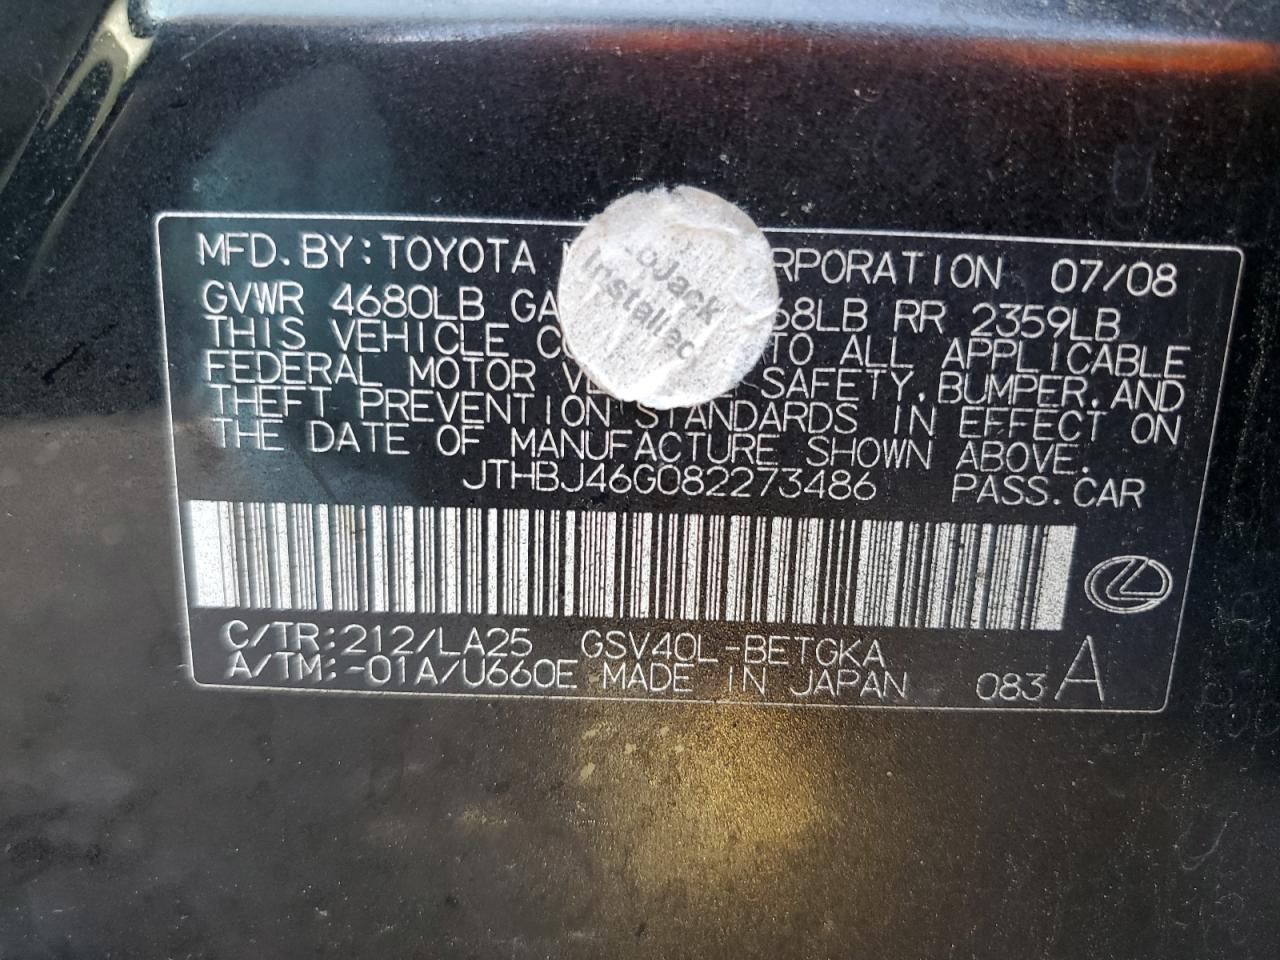 MFD. BY: TOYOTA M RPORATION 07/08
GVWR 4680LB GA 68LB RR 2359LB
THIS VEHICLE CO TO ALL APPLICABLE
FEDERAL MOTOR VE E SAFETY, BUMPER, AND
THEFT PREVENTION STANDARDS IN EFFECT ON
THE DATE OF MANUFACTURE SHOWN ABOVE.
JTHBJ46G082273486 PASS. CAR
LoJack
Installed
C/TR:212/LA25 GSV40L-BETGKA
A/TM:-01A/U660E MADE IN JAPAN 083 A